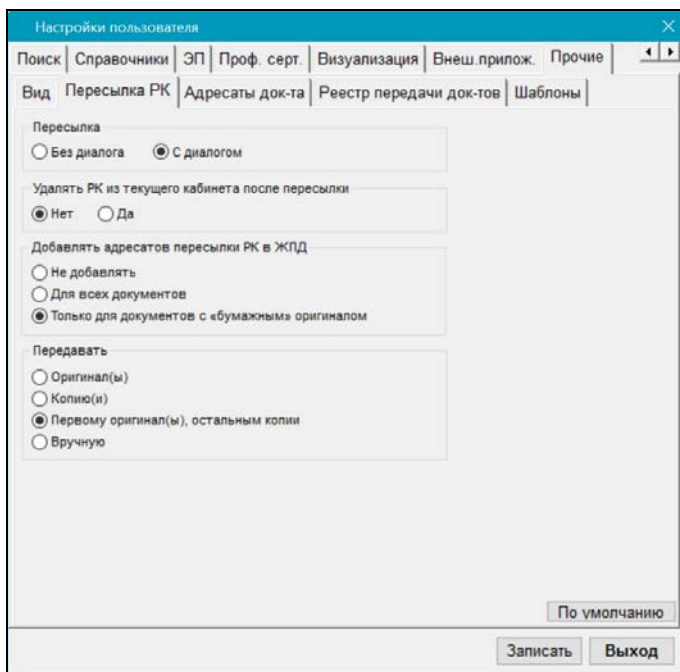 Настройки пользователя
Поиск Справочники ЭП Проф. серт. Визуализация Внеш.прилож. Прочие
Вид Пересылка РК Адресаты док-та Реестр передачи док-тов Шаблоны
Пересылка
Без диалога С диалогом
Удалять РК из текущего кабинета после пересылки
Нет Да
Добавлять адресатов пересылки РК в ЖПД
Не добавлять
Для всех документов
Только для документов с «бумажным» оригиналом
Передавать
Оригинал(ы)
Копию(и)
Первому оригинал(ы), остальным копии
Вручную
По умолчанию
Записать Выход